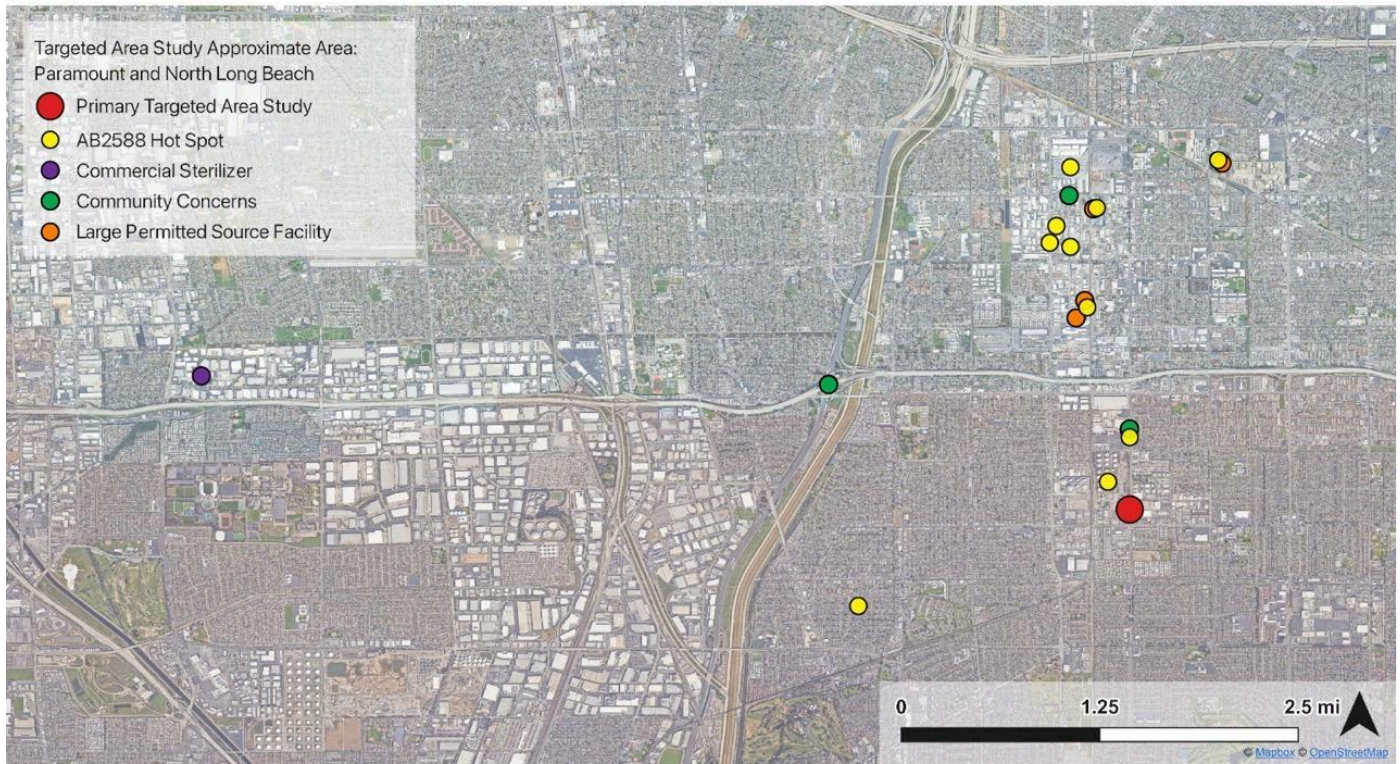 Targeted Area Study Approximate Area:
Paramount and North Long Beach
Primary Targeted Area Study
AB2588 Hot Spot
Commercial Sterilizer
Community Concerns
Large Permitted Source Facility
0 1.25 2.5 mi
© Mapbox © OpenStreetMap